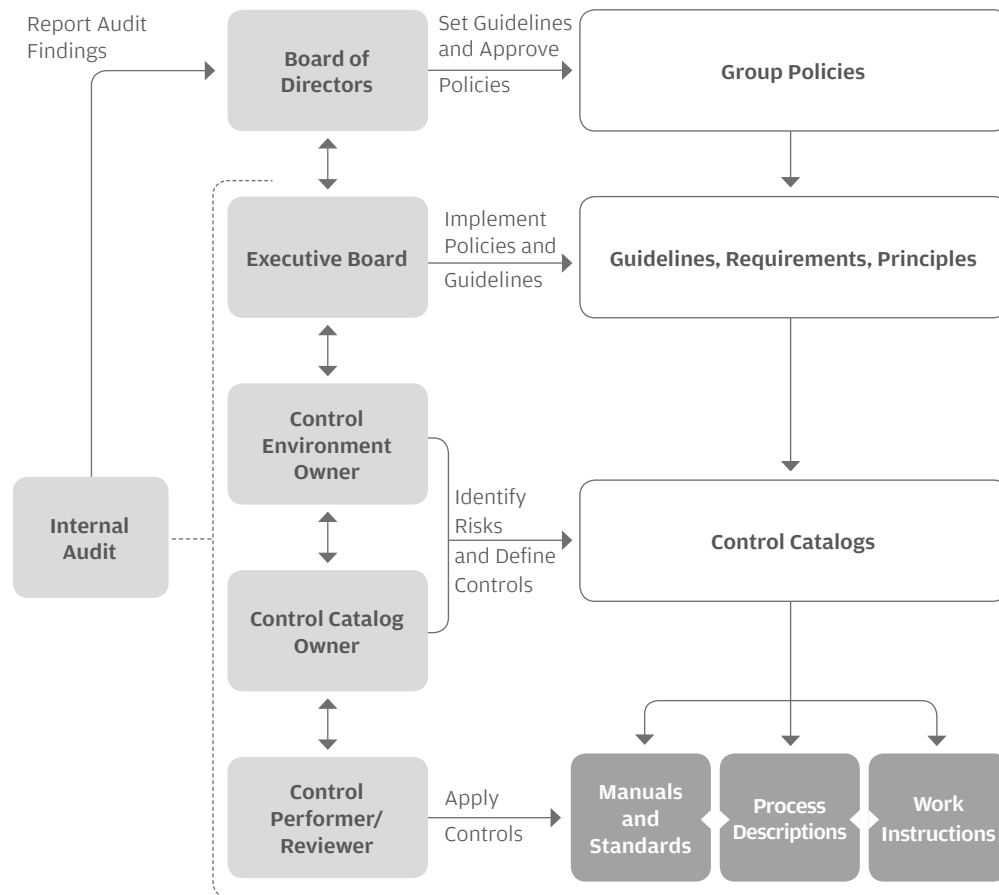 Report Audit
Findings
Board of
Directors
Set Guidelines
and Approve
Policies
Group Policies
Executive Board
Implement
Policies and
Guidelines
Guidelines, Requirements, Principles
Control
Environment
Owner
Internal
Audit
Identify
Risks
and Define
Controls
Control Catalogs
Control Catalog
Owner
Control
Performer/
Reviewer
Apply
Controls
Manuals
and
Standards
Process
Descriptions
Work
Instructions